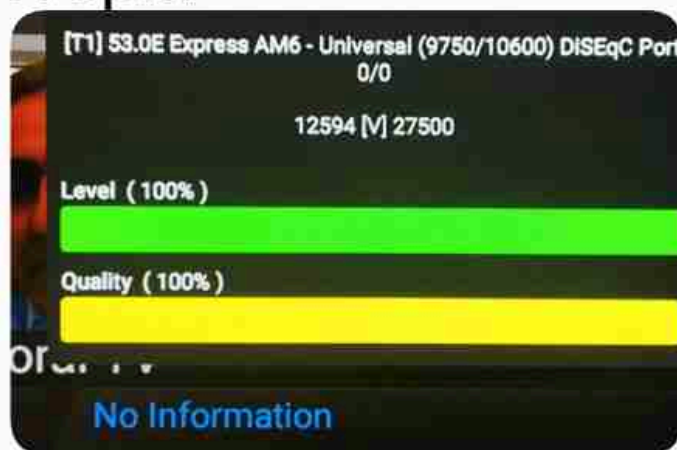 [T1] 53.0E Express AM6 - Universal (9750/10600) DiSEqC Port
0/0
12594 [V] 27500
Level ( 100% )
Quality ( 100% )
No Information